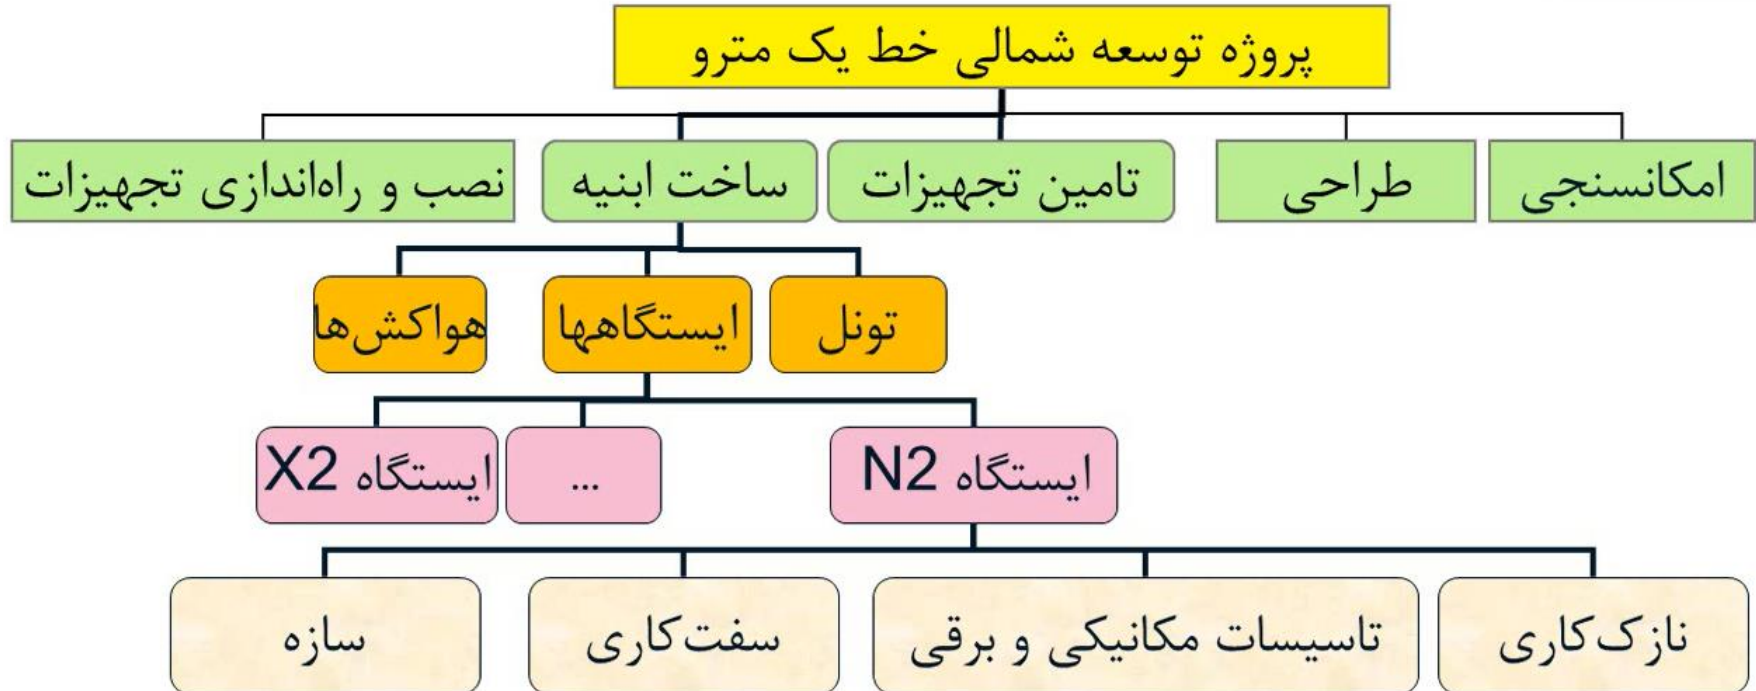 پروژه توسعه شمالی خط یک مترو
امکانسنجی
طراحی
تامین تجهیزات
ساخت ابنیه
نصب و راه‌اندازی تجهیزات
تونل
ایستگاهها
هواکش‌ها
ایستگاه N2
...
ایستگاه X2
نازک‌کاری
تاسیسات مکانیکی و برقی
سفت‌کاری
سازه